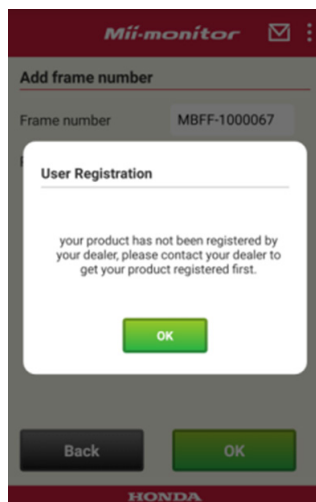 Mii-monitor
Add frame number
Frame number MBFF-1000067
User Registration
your product has not been registered by
your dealer, please contact your dealer to
get your product registered first.
OK
Back OK
HONDA